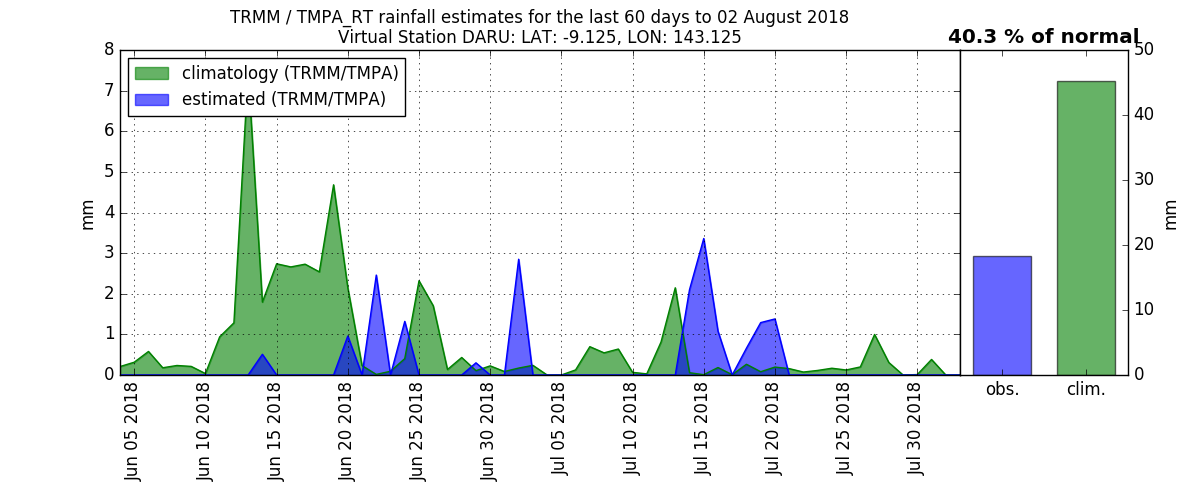 TRMM / TMPA_RT rainfall estimates for the last 60 days to 02 August 2018
Virtual Station DARU: LAT: -9.125, LON: 143.125
40.3 % of normal
climatology (TRMM/TMPA)
estimated (TRMM/TMPA)
8
7
6
5
4
3
2
1
0
mm
Jun 05 2018
Jun 10 2018
Jun 15 2018
Jun 20 2018
Jun 25 2018
Jun 30 2018
Jul 05 2018
Jul 10 2018
Jul 15 2018
Jul 20 2018
Jul 25 2018
Jul 30 2018
obs.
clim.
50
40
30
20
10
0
mm